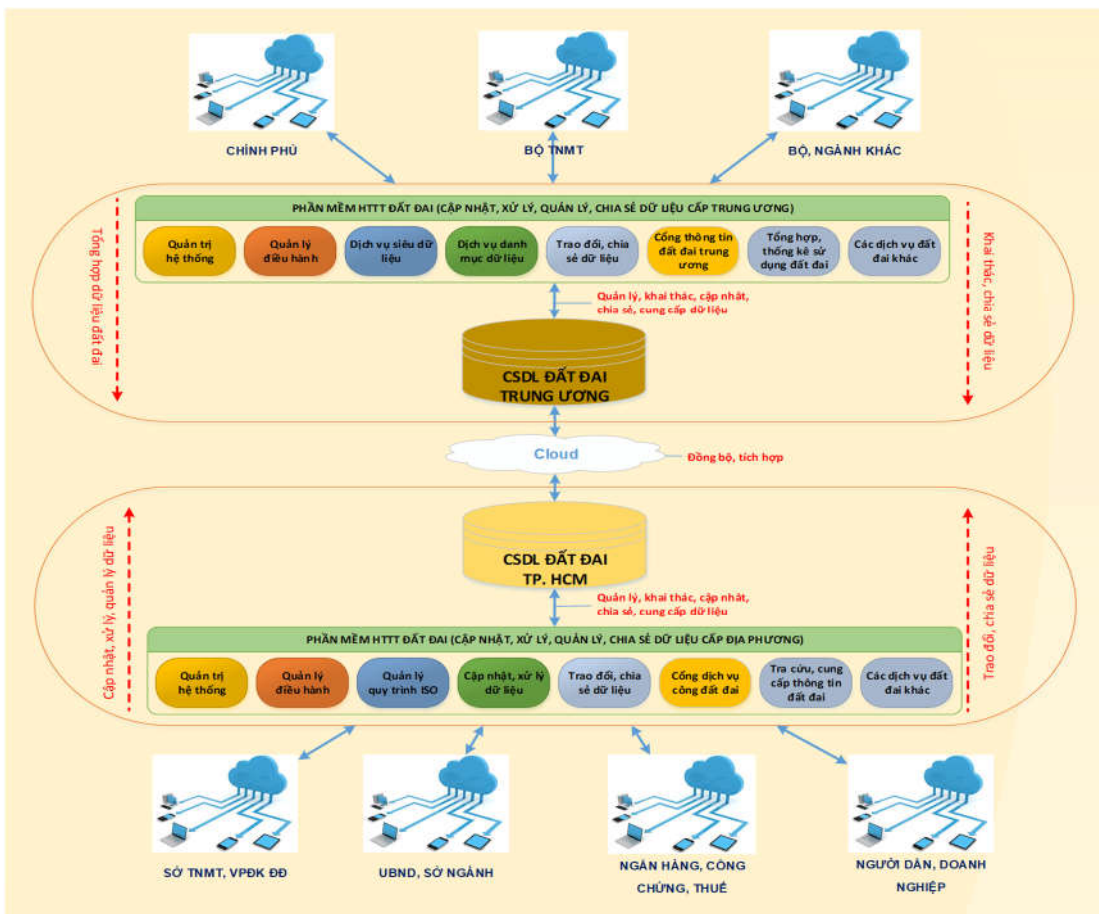 CHÍNH PHỦ
BỘ TNMT
BỘ, NGÀNH KHÁC
PHẦN MỀM HTTT ĐẤT ĐAI (CẬP NHẬT, XỬ LÝ, QUẢN LÝ, CHIA SẺ DỮ LIỆU CẤP TRUNG ƯƠNG)
Quản trị
hệ thống
Quản lý
điều hành
Dịch vụ siêu dữ
liệu
Dịch vụ danh
mục dữ liệu
Trao đổi, chia
sẻ dữ liệu
Cổng thông tin
đất đai trung
ương
Tổng hợp,
thống kê sử
dụng đất đai
Các dịch vụ đất
đai khác
Tổng hợp dữ liệu đất đai
Khai thác, chia sẻ dữ liệu
Quản lý, khai thác, cập nhât,
chia sẻ, cung cấp dữ liệu
CSDL ĐẤT ĐAI
TRUNG ƯƠNG
Cloud
Đồng bộ, tích hợp
CSDL ĐẤT ĐAI
TP. HCM
Cập nhật, xử lý, quản lý dữ liệu
Trao đổi, chia sẻ dữ liệu
Quản lý, khai thác, cập nhât,
chia sẻ, cung cấp dữ liệu
PHẦN MỀM HTTT ĐẤT ĐAI (CẬP NHẬT, XỬ LÝ, QUẢN LÝ, CHIA SẺ DỮ LIỆU CẤP ĐỊA PHƯƠNG)
Quản trị
hệ thống
Quản lý
điều hành
Quản lý
quy trình ISO
Cập nhật, xử lý
dữ liệu
Trao đổi, chia
sẻ dữ liệu
Cổng dịch vụ
công đất đai
Tra cứu, cung
cấp thông tin
đất đai
Các dịch vụ đất
đai khác
SỞ TNMT, VPĐK ĐĐ
UBND, SỞ NGÀNH
NGÂN HÀNG, CÔNG
CHỨNG, THUẾ
NGƯỜI DÂN, DOANH
NGHIỆP